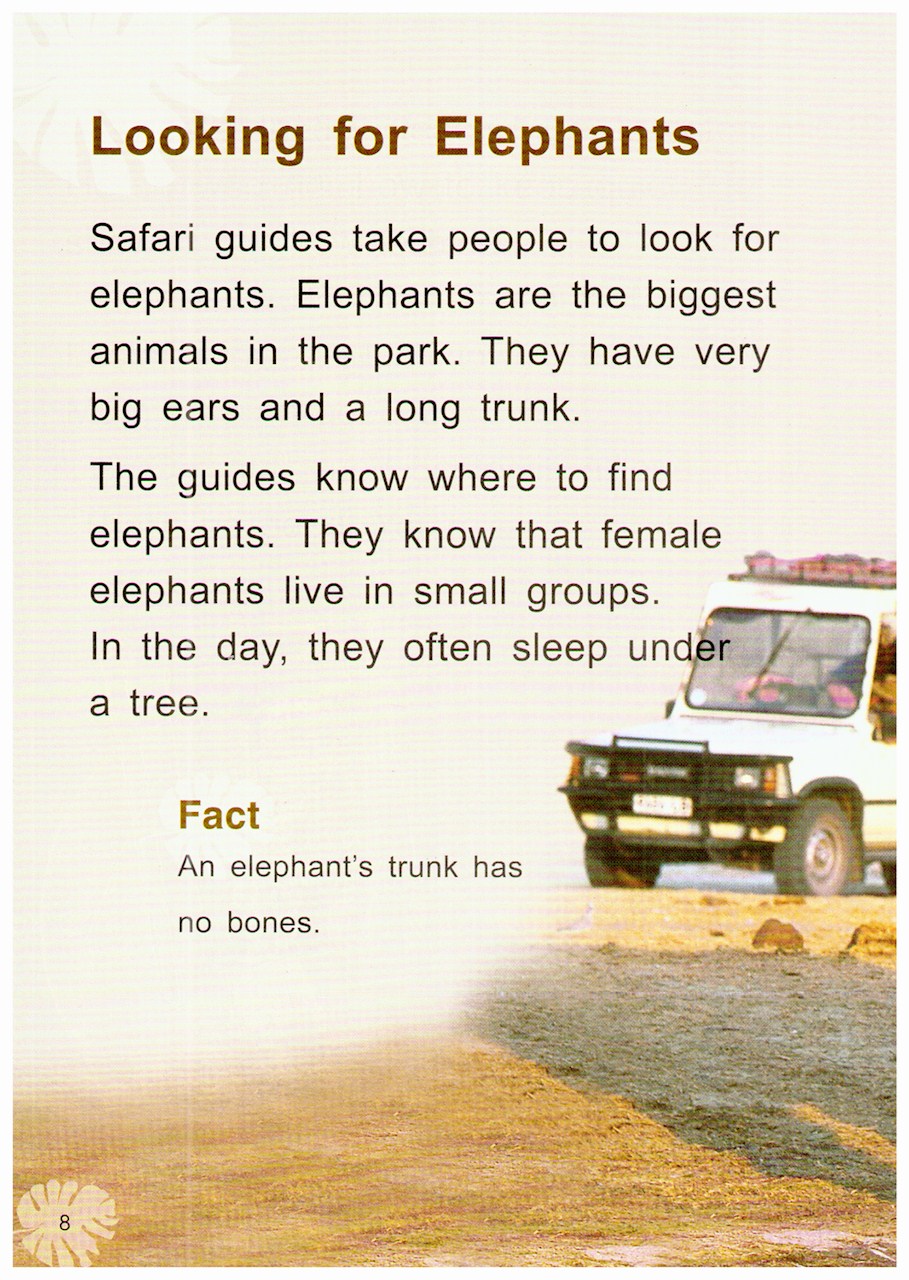 Looking for Elephants
Safari guides take people to look for
elephants. Elephants are the biggest
animals in the park. They have very
big ears and a long trunk.
The guides know where to find
elephants. They know that female
elephants live in small groups.
In the day, they often sleep under
a tree.
Fact
An elephant's trunk has
no bones.
8